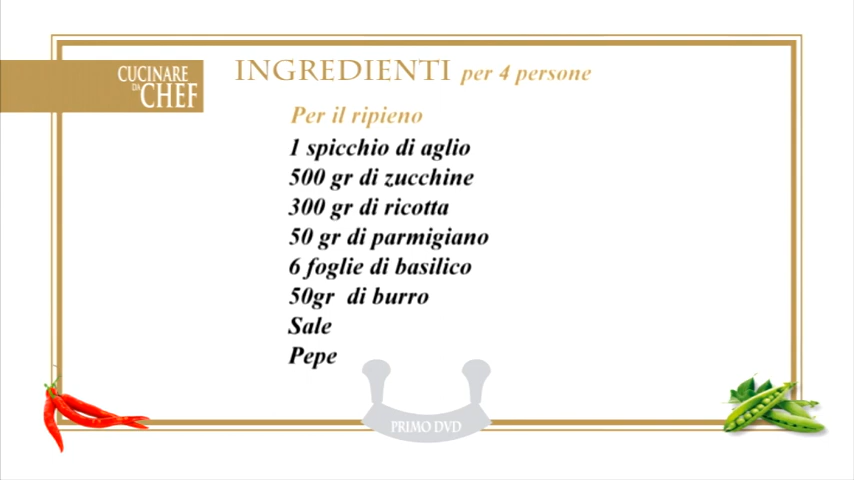 CUCINARE
DA CHEF
INGREDIENTI per 4 persone
Per il ripieno
1 spicchio di aglio
500 gr di zucchine
300 gr di ricotta
50 gr di parmigiano
6 foglie di basilico
50gr di burro
Sale
Pepe
PRIMO DVD